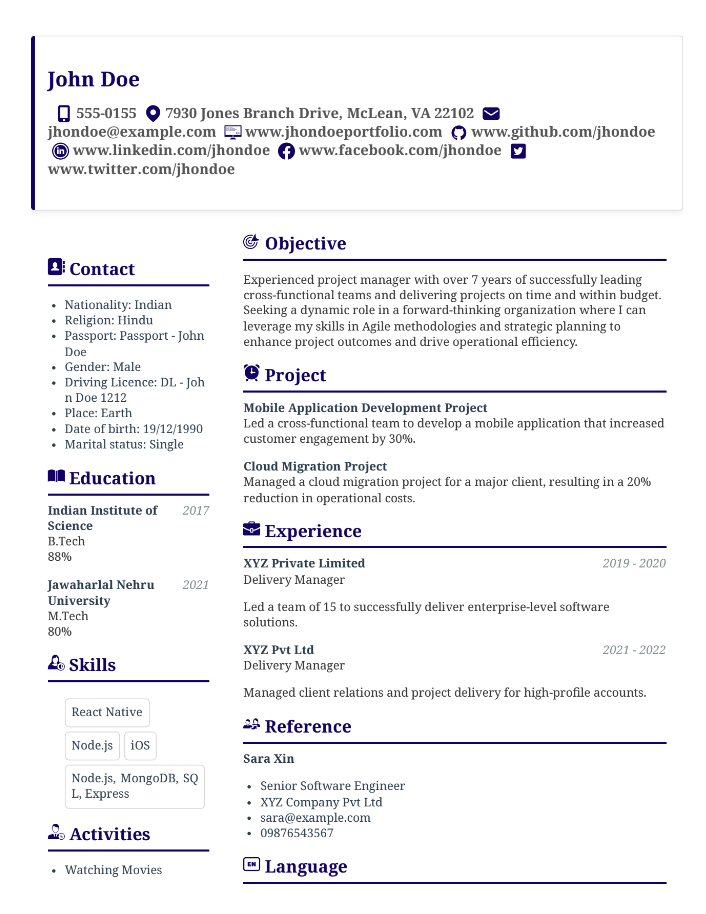 John Doe
555-0155 7930 Jones Branch Drive, McLean, VA 22102
jhondoe@example.com www.jhondoeportfolio.com www.github.com/jhondoe
www.linkedin.com/jhondoe www.facebook.com/jhondoe
www.twitter.com/jhondoe
Contact
• Nationality: Indian
• Religion: Hindu
• Passport: Passport - John
Doe
• Gender: Male
• Driving Licence: DL - Joh
n Doe 1212
• Place: Earth
• Date of birth: 19/12/1990
• Marital status: Single
Education
Indian Institute of 2017
Science
B.Tech
88%
Jawaharlal Nehru 2021
University
M.Tech
80%
Skills
React Native
Node.js iOS
Node.js, MongoDB, SQ
L, Express
Activities
• Watching Movies
Objective
Experienced project manager with over 7 years of successfully leading
cross-functional teams and delivering projects on time and within budget.
Seeking a dynamic role in a forward-thinking organization where I can
leverage my skills in Agile methodologies and strategic planning to
enhance project outcomes and drive operational efficiency.
Project
Mobile Application Development Project
Led a cross-functional team to develop a mobile application that increased
customer engagement by 30%.
Cloud Migration Project
Managed a cloud migration project for a major client, resulting in a 20%
reduction in operational costs.
Experience
XYZ Private Limited 2019 - 2020
Delivery Manager
Led a team of 15 to successfully deliver enterprise-level software
solutions.
XYZ Pvt Ltd 2021 - 2022
Delivery Manager
Managed client relations and project delivery for high-profile accounts.
Reference
Sara Xin
• Senior Software Engineer
• XYZ Company Pvt Ltd
• sara@example.com
• 09876543567
EN Language